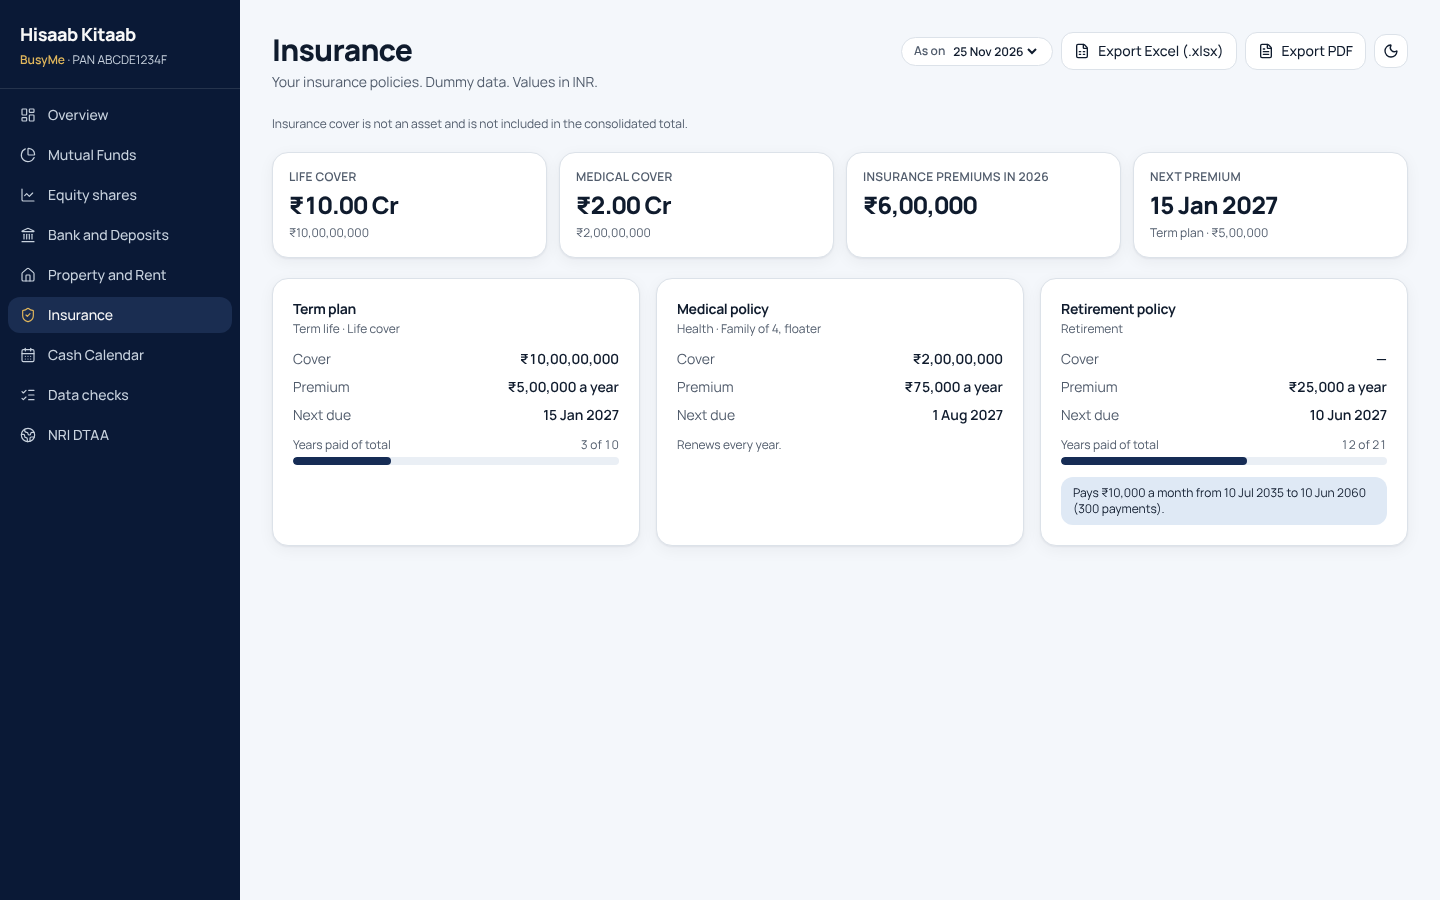 Hisaab Kitaab
BusyMe · PAN ABCDE1234F
Overview
Mutual Funds
Equity shares
Bank and Deposits
Property and Rent
Insurance
Cash Calendar
Data checks
NRI DTAA
Insurance
As on 25 Nov 2026
Export Excel (.xlsx)
Export PDF
Your insurance policies. Dummy data. Values in INR.
Insurance cover is not an asset and is not included in the consolidated total.
LIFE COVER
₹10.00 Cr
₹10,00,00,000
MEDICAL COVER
₹2.00 Cr
₹2,00,00,000
INSURANCE PREMIUMS IN 2026
₹6,00,000
NEXT PREMIUM
15 Jan 2027
Term plan · ₹5,00,000
Term plan
Term life · Life cover
Cover ₹10,00,00,000
Premium ₹5,00,000 a year
Next due 15 Jan 2027
Years paid of total 3 of 10
Medical policy
Health · Family of 4, floater
Cover ₹2,00,00,000
Premium ₹75,000 a year
Next due 1 Aug 2027
Renews every year.
Retirement policy
Retirement
Cover —
Premium ₹25,000 a year
Next due 10 Jun 2027
Years paid of total 12 of 21
Pays ₹10,000 a month from 10 Jul 2035 to 10 Jun 2060
(300 payments).